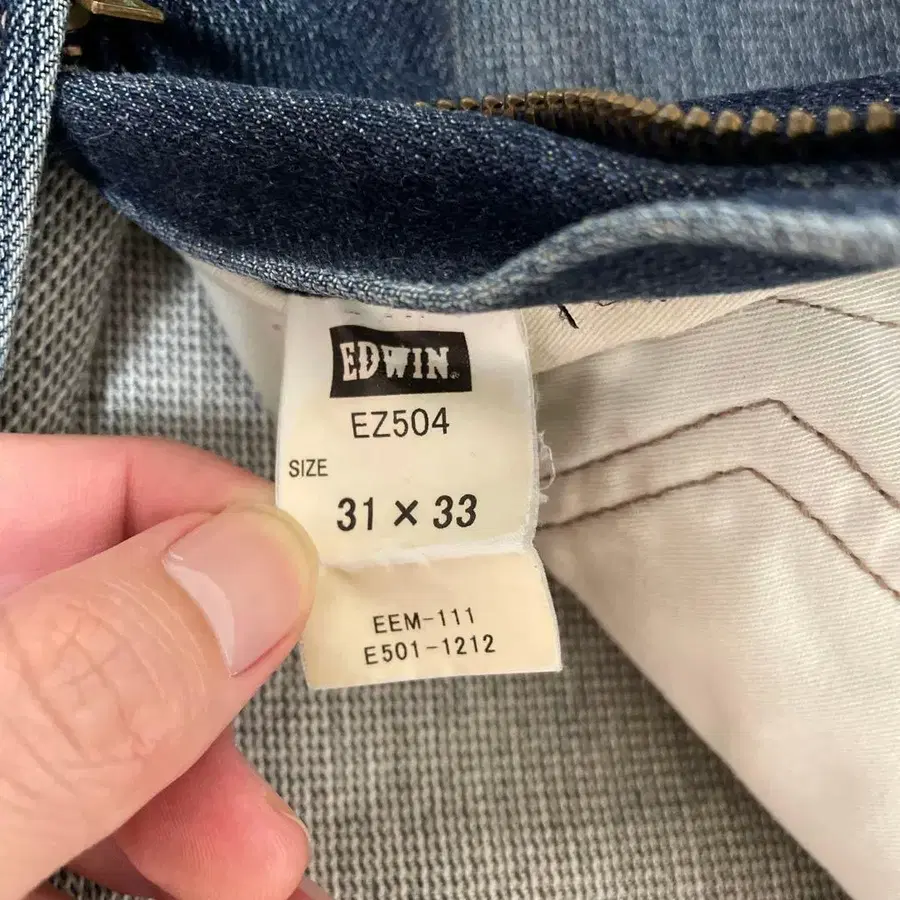 EDWIN
EZ504
SIZE
31 × 33
EEM-111
E501-1212